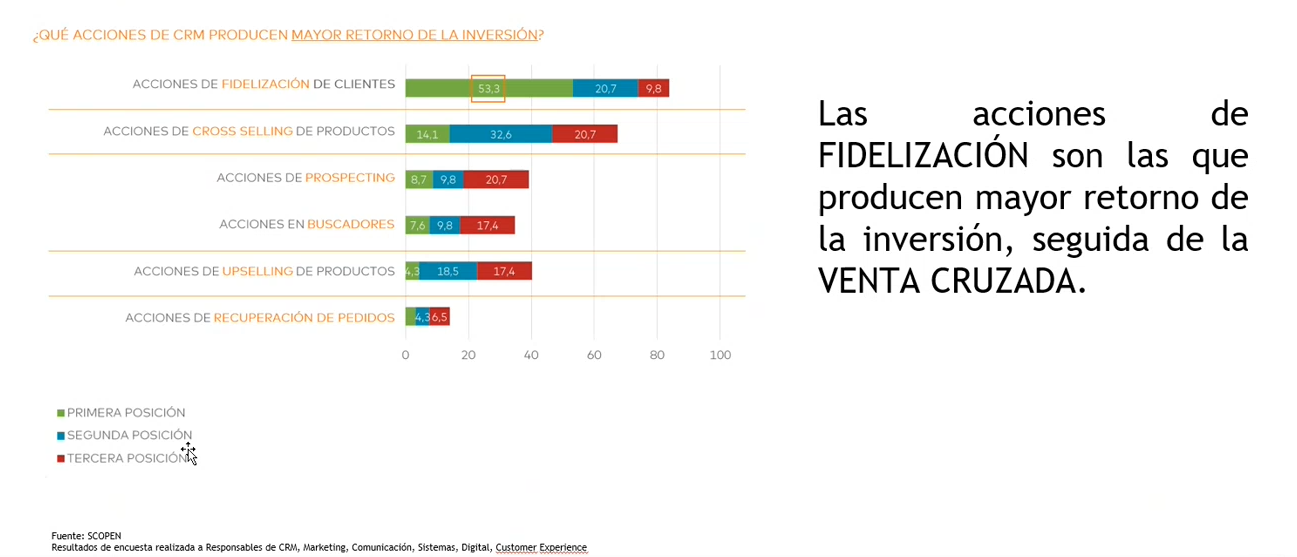 ¿QUÉ ACCIONES DE CRM PRODUCEN MAYOR RETORNO DE LA INVERSIÓN?
ACCIONES DE FIDELIZACIÓN DE CLIENTES
53,3 20,7 9,8
ACCIONES DE CROSS SELLING DE PRODUCTOS
14,1 32,6 20,7
ACCIONES DE PROSPECTING
8,7 9,8 20,7
ACCIONES EN BUSCADORES
7,6 9,8 17,4
ACCIONES DE UPSELLING DE PRODUCTOS
4,3 18,5 17,4
ACCIONES DE RECUPERACIÓN DE PEDIDOS
4,3 6,5
0 20 40 60 80 100
PRIMERA POSICIÓN
SEGUNDA POSICIÓN
TERCERA POSICIÓN
Las acciones de
FIDELIZACIÓN son las que
producen mayor retorno de
la inversión, seguida de la
VENTA CRUZADA.
Fuente: SCOPEN
Resultados de encuesta realizada a Responsables de CRM, Marketing, Comunicación, Sistemas, Digital, Customer Experience